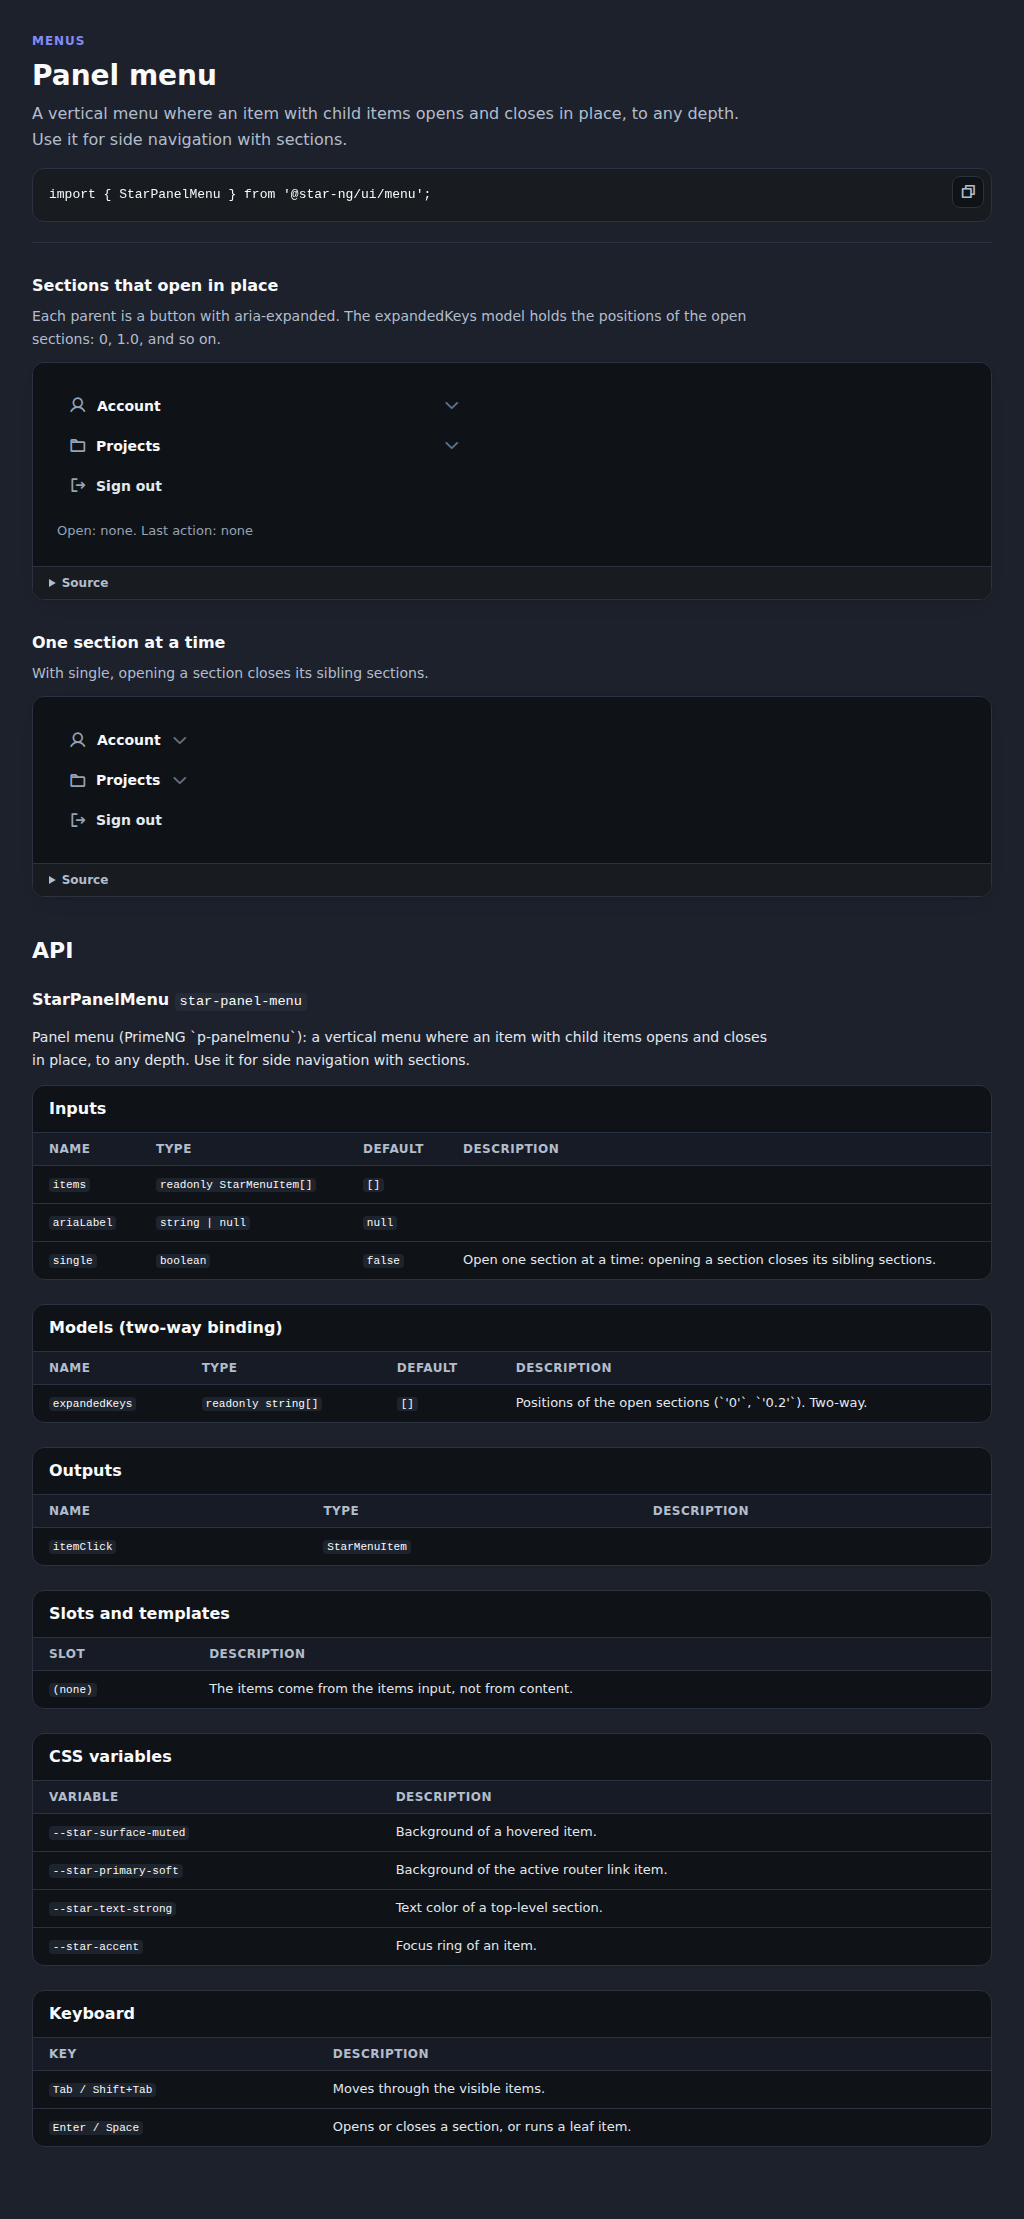 MENUS
Panel menu
A vertical menu where an item with child items opens and closes in place, to any depth.
Use it for side navigation with sections.
import { StarPanelMenu } from '@star-ng/ui/menu';
Sections that open in place
Each parent is a button with aria-expanded. The expandedKeys model holds the positions of the open
sections: 0, 1.0, and so on.
Account
Projects
Sign out
Open: none. Last action: none
Source
One section at a time
With single, opening a section closes its sibling sections.
Account
Projects
Sign out
Source
API
StarPanelMenu star-panel-menu
Panel menu (PrimeNG `p-panelmenu`): a vertical menu where an item with child items opens and closes
in place, to any depth. Use it for side navigation with sections.
Inputs
NAME TYPE DEFAULT DESCRIPTION
items readonly StarMenuItem[] []
ariaLabel string | null null
single boolean false Open one section at a time: opening a section closes its sibling sections.
Models (two-way binding)
NAME TYPE DEFAULT DESCRIPTION
expandedKeys readonly string[] [] Positions of the open sections (`'0'`, `'0.2'`). Two-way.
Outputs
NAME TYPE DESCRIPTION
itemClick StarMenuItem
Slots and templates
SLOT DESCRIPTION
(none) The items come from the items input, not from content.
CSS variables
VARIABLE DESCRIPTION
--star-surface-muted Background of a hovered item.
--star-primary-soft Background of the active router link item.
--star-text-strong Text color of a top-level section.
--star-accent Focus ring of an item.
Keyboard
KEY DESCRIPTION
Tab / Shift+Tab Moves through the visible items.
Enter / Space Opens or closes a section, or runs a leaf item.